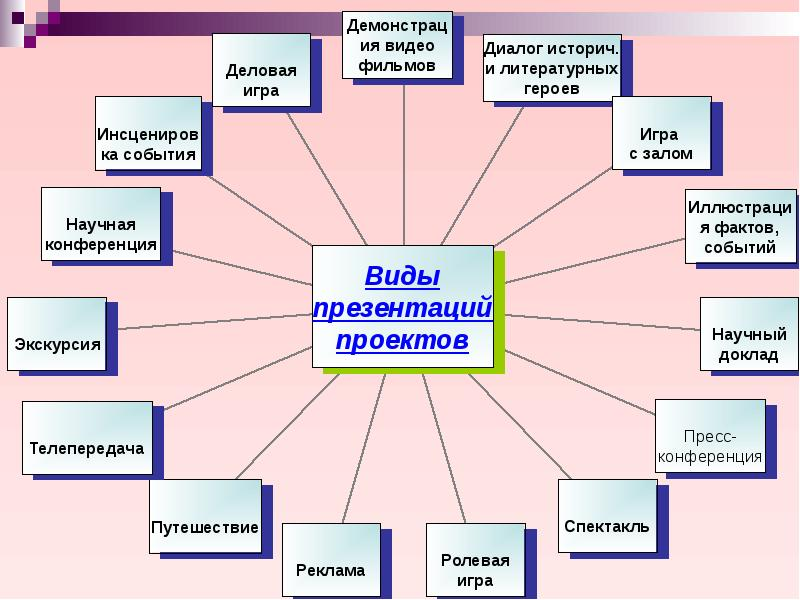 Демонстрац
ия видео
фильмов
Диалог историч.
и литературных
героев
Деловая
игра
Игра
с залом
Инсцениров
ка события
Иллюстраци
я фактов,
событий
Научная
конференция
Виды
презентаций
проектов
Научный
доклад
Экскурсия
Пресс-
конференция
Телепередача
Спектакль
Путешествие
Ролевая
игра
Реклама